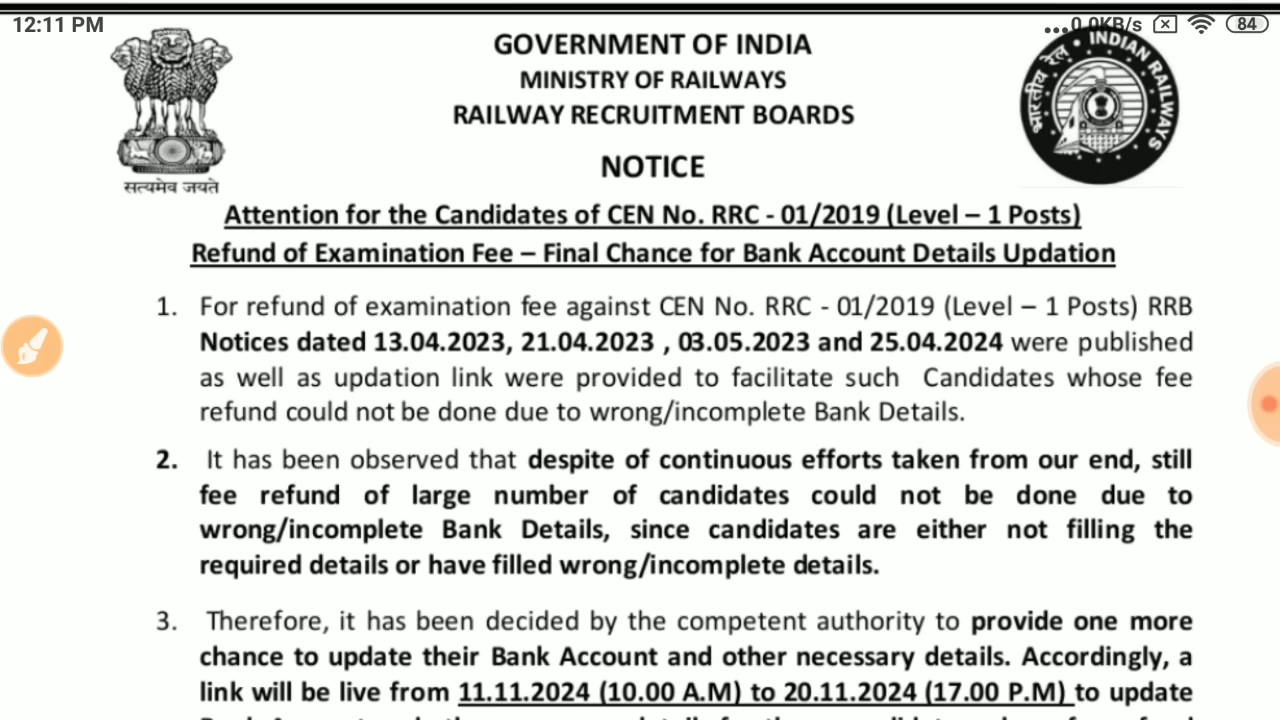 12:11 PM
...0.0KB/s 84
GOVERNMENT OF INDIA
MINISTRY OF RAILWAYS
RAILWAY RECRUITMENT BOARDS
सत्यमेव जयते
भारतीय रेल • INDIAN RAILWAYS
NOTICE
Attention for the Candidates of CEN No. RRC - 01/2019 (Level – 1 Posts)
Refund of Examination Fee – Final Chance for Bank Account Details Updation
1. For refund of examination fee against CEN No. RRC - 01/2019 (Level – 1 Posts) RRB
Notices dated 13.04.2023, 21.04.2023 , 03.05.2023 and 25.04.2024 were published
as well as updation link were provided to facilitate such Candidates whose fee
refund could not be done due to wrong/incomplete Bank Details.
2. It has been observed that despite of continuous efforts taken from our end, still
fee refund of large number of candidates could not be done due to
wrong/incomplete Bank Details, since candidates are either not filling the
required details or have filled wrong/incomplete details.
3. Therefore, it has been decided by the competent authority to provide one more
chance to update their Bank Account and other necessary details. Accordingly, a
link will be live from 11.11.2024 (10.00 A.M) to 20.11.2024 (17.00 P.M) to update